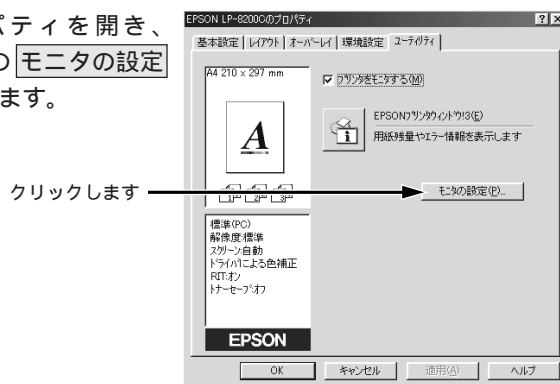 パティを開き、
の モニタの設定
ます。
クリックします
EPSON LP-8200Cのプロパティ
基本設定 レイアウト オーバーレイ 環境設定 ユーティリティ
A4 210 x 297 mm
A
1 2 3
標準(PC)
解像度:標準
スクリーン:自動
ドライバによる色補正
RIT:オン
トナーセーブ:オフ
EPSON
プリンタをモニタする(M)
EPSONプリンタウィンドウ!3(E)
用紙残量やエラー情報を表示します
モニタの設定(P)...
OK キャンセル 適用(A) ヘルプ